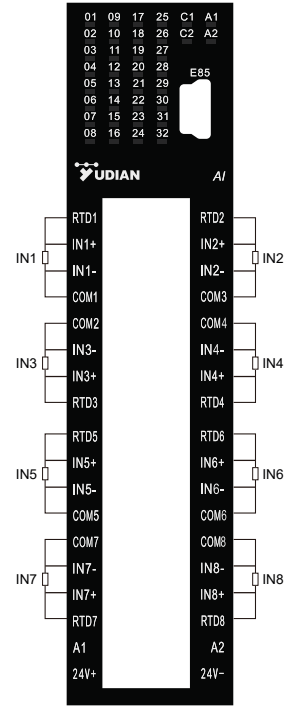 01 09 17 25 C1 A1
02 10 18 26 C2 A2
03 11 19 27
04 12 20 28 E85
05 13 21 29
06 14 22 30
07 15 23 31
08 16 24 32
YUDIAN AI
RTD1 RTD2
IN1+ IN2+
IN1 IN2
IN1- IN2-
COM1 COM3
COM2 COM4
IN3- IN4-
IN3 IN4
IN3+ IN4+
RTD3 RTD4
RTD5 RTD6
IN5+ IN6+
IN5 IN6
IN5- IN6-
COM5 COM6
COM7 COM8
IN7- IN8-
IN7 IN8
IN7+ IN8+
RTD7 RTD8
A1 A2
24V+ 24V-